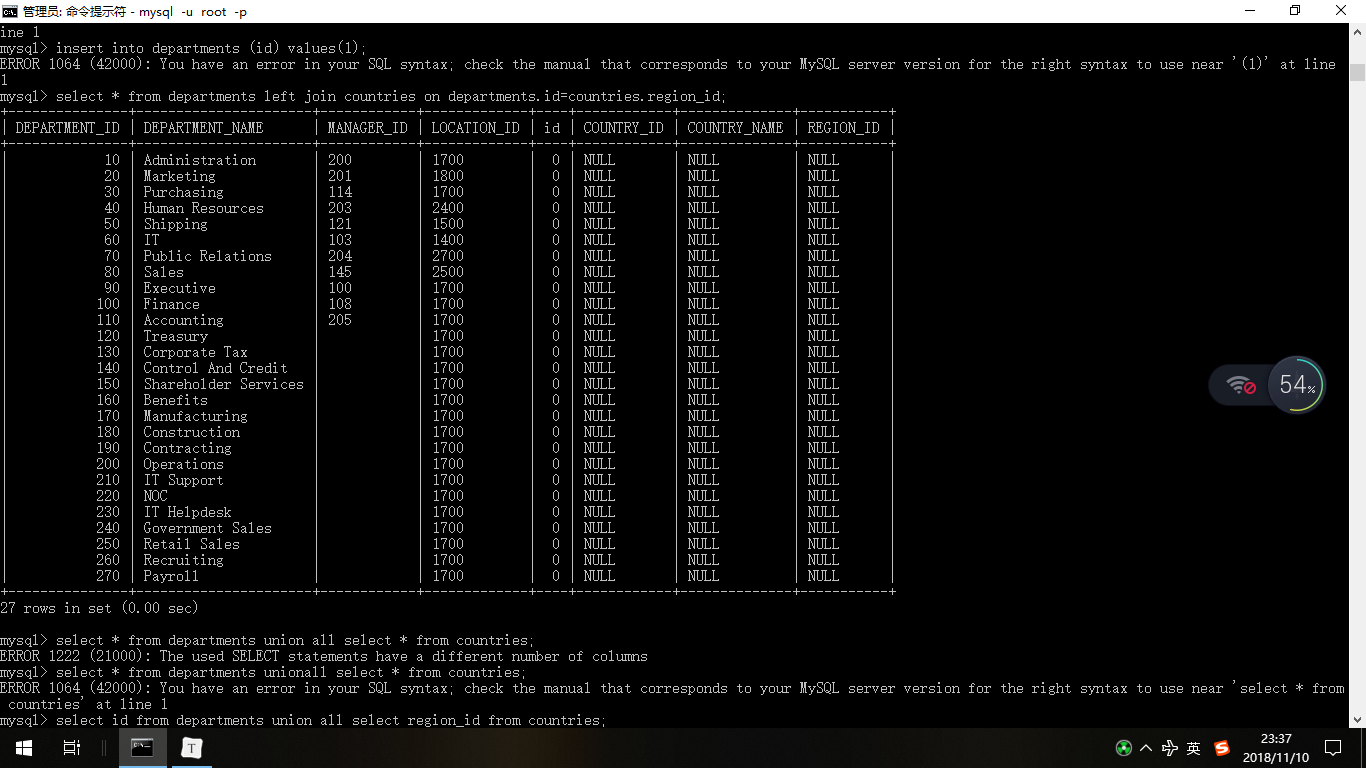 管理员: 命令提示符 - mysql -u root -p
ine 1
mysql> insert into departments (id) values(1);
ERROR 1064 (42000): You have an error in your SQL syntax; check the manual that corresponds to your MySQL server version for the right syntax to use near '(1)' at line
1
mysql> select * from departments left join countries on departments.id=countries.region_id;
+---------------+----------------------+------------+-------------+----+------------+--------------+-----------+
| DEPARTMENT_ID | DEPARTMENT_NAME | MANAGER_ID | LOCATION_ID | id | COUNTRY_ID | COUNTRY_NAME | REGION_ID |
+---------------+----------------------+------------+-------------+----+------------+--------------+-----------+
| 10 | Administration | 200 | 1700 | 0 | NULL | NULL | NULL |
| 20 | Marketing | 201 | 1800 | 0 | NULL | NULL | NULL |
| 30 | Purchasing | 114 | 1700 | 0 | NULL | NULL | NULL |
| 40 | Human Resources | 203 | 2400 | 0 | NULL | NULL | NULL |
| 50 | Shipping | 121 | 1500 | 0 | NULL | NULL | NULL |
| 60 | IT | 103 | 1400 | 0 | NULL | NULL | NULL |
| 70 | Public Relations | 204 | 2700 | 0 | NULL | NULL | NULL |
| 80 | Sales | 145 | 2500 | 0 | NULL | NULL | NULL |
| 90 | Executive | 100 | 1700 | 0 | NULL | NULL | NULL |
| 100 | Finance | 108 | 1700 | 0 | NULL | NULL | NULL |
| 110 | Accounting | 205 | 1700 | 0 | NULL | NULL | NULL |
| 120 | Treasury | | 1700 | 0 | NULL | NULL | NULL |
| 130 | Corporate Tax | | 1700 | 0 | NULL | NULL | NULL |
| 140 | Control And Credit | | 1700 | 0 | NULL | NULL | NULL |
| 150 | Shareholder Services | | 1700 | 0 | NULL | NULL | NULL |
| 160 | Benefits | | 1700 | 0 | NULL | NULL | NULL |
| 170 | Manufacturing | | 1700 | 0 | NULL | NULL | NULL |
| 180 | Construction | | 1700 | 0 | NULL | NULL | NULL |
| 190 | Contracting | | 1700 | 0 | NULL | NULL | NULL |
| 200 | Operations | | 1700 | 0 | NULL | NULL | NULL |
| 210 | IT Support | | 1700 | 0 | NULL | NULL | NULL |
| 220 | NOC | | 1700 | 0 | NULL | NULL | NULL |
| 230 | IT Helpdesk | | 1700 | 0 | NULL | NULL | NULL |
| 240 | Government Sales | | 1700 | 0 | NULL | NULL | NULL |
| 250 | Retail Sales | | 1700 | 0 | NULL | NULL | NULL |
| 260 | Recruiting | | 1700 | 0 | NULL | NULL | NULL |
| 270 | Payroll | | 1700 | 0 | NULL | NULL | NULL |
+---------------+----------------------+------------+-------------+----+------------+--------------+-----------+
27 rows in set (0.00 sec)
mysql> select * from departments union all select * from countries;
ERROR 1222 (21000): The used SELECT statements have a different number of columns
mysql> select * from departments unionall select * from countries;
ERROR 1064 (42000): You have an error in your SQL syntax; check the manual that corresponds to your MySQL server version for the right syntax to use near 'select * from
countries' at line 1
mysql> select id from departments union all select region_id from countries;
54%
T
英
S
23:37
2018/11/10